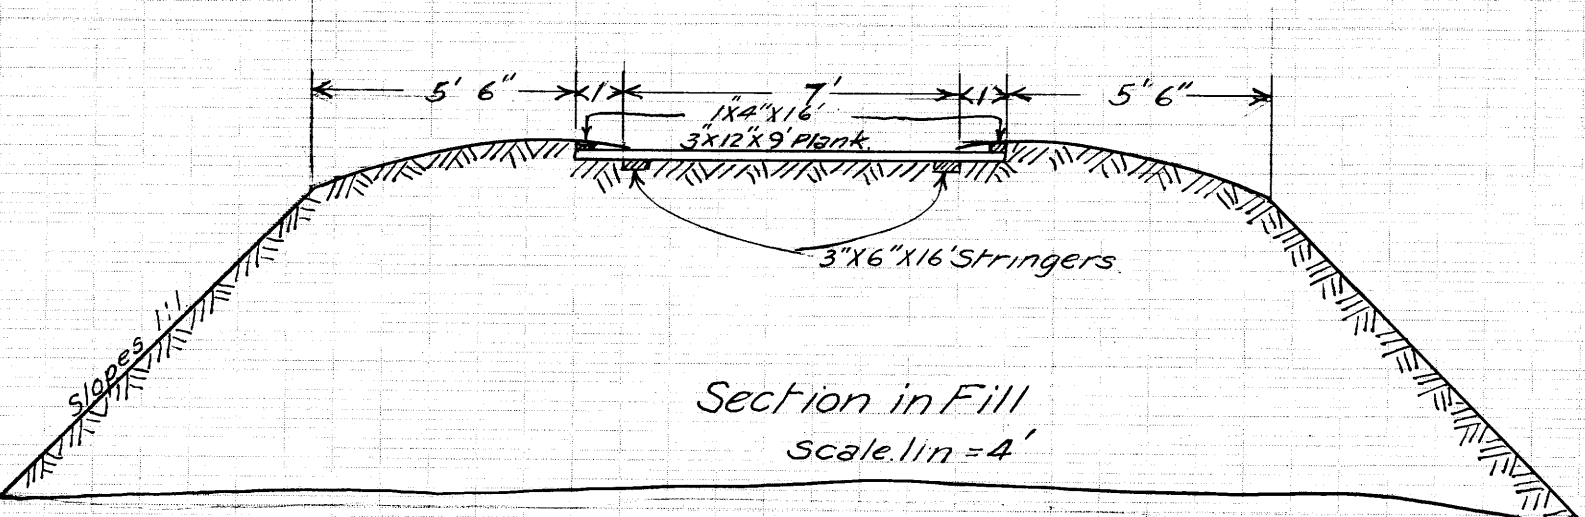 5' 6" 1' 7' 1' 5' 6"
1"X4"X16'
3"X12"X9' Plank.
3"X6"X16' Stringers
Slopes 1:1
Section in Fill
Scale.1in = 4'